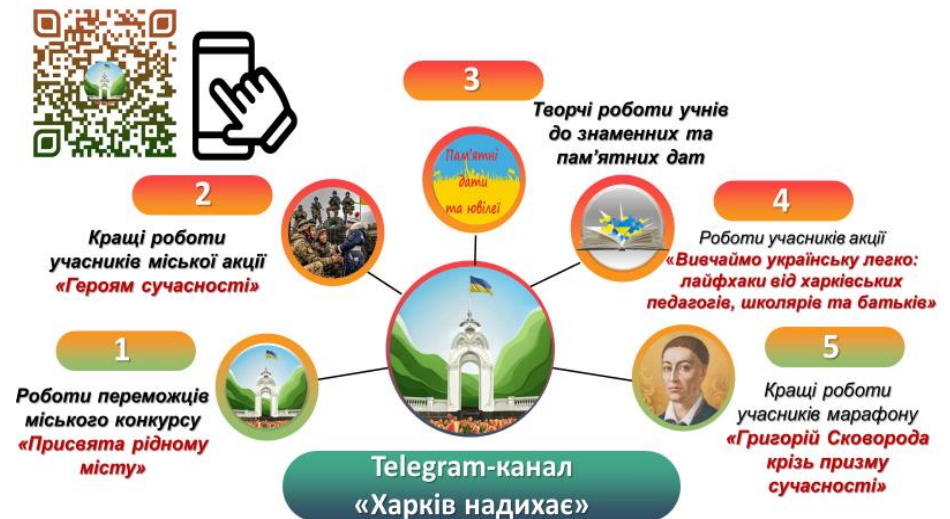 3
Творчі роботи учнів
до знаменних та
пам’ятних дат
Пам'ятні
дати
та ювілеї
2
Кращі роботи
учасників міської акції
«Героям сучасності»
4
Роботи учасників акції
«Вивчаймо українську легко:
лайфхаки від харківських
педагогів, школярів та батьків»
1
Роботи переможців
міського конкурсу
«Присвята рідному
місту»
5
Кращі роботи
учасників марафону
«Григорій Сковорода
крізь призму
сучасності»
Telegram-канал
«Харків надихає»